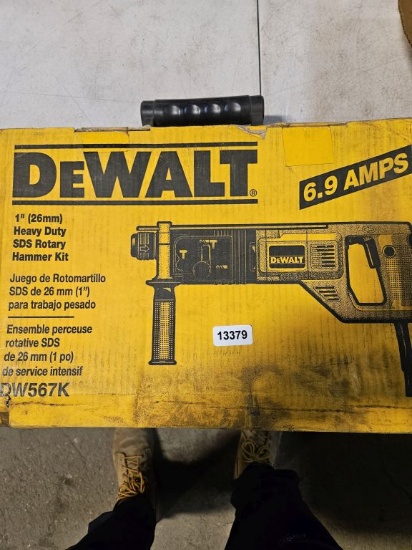 DEWALT®
6.9 AMPS
1" (26mm)
Heavy Duty
SDS Rotary
Hammer Kit
Juego de Rotomartillo
SDS de 26 mm (1")
para trabajo pesado
Ensemble perceuse
rotative SDS
de 26 mm (1 po)
de service intensif
DW567K
DEWALT
13379